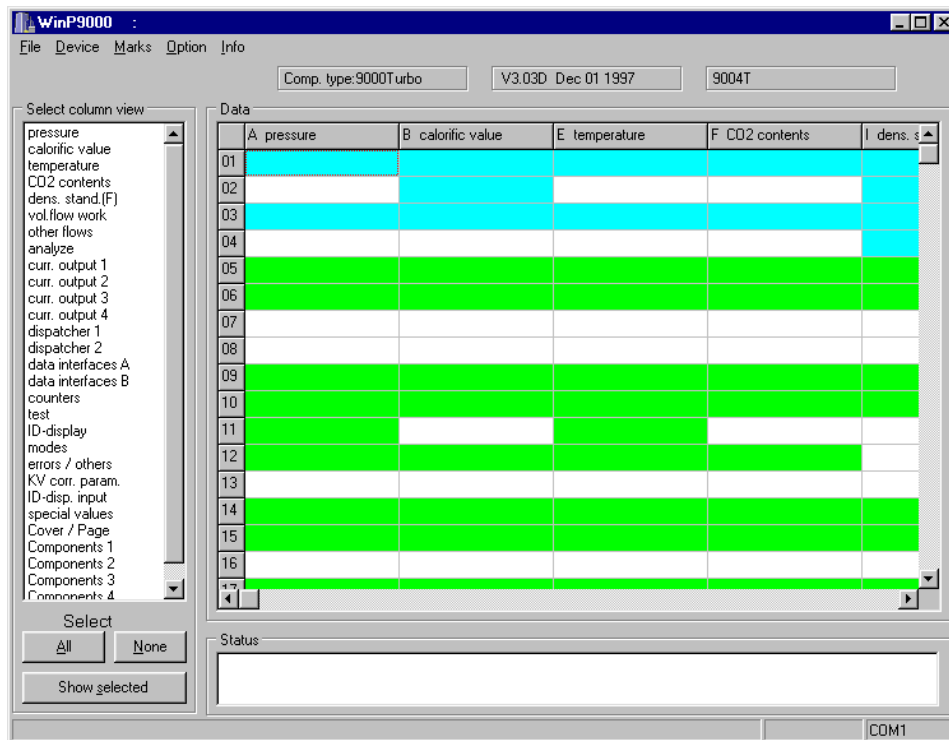 WinP9000 :
File Device Marks Option Info
Comp. type:9000Turbo V3.03D Dec 01 1997 9004T
Select column view
pressure
calorific value
temperature
CO2 contents
dens. stand.(F)
vol.flow work
other flows
analyze
curr. output 1
curr. output 2
curr. output 3
curr. output 4
dispatcher 1
dispatcher 2
data interfaces A
data interfaces B
counters
test
ID-display
modes
errors / others
KV corr. param.
ID-disp. input
special values
Cover / Page
Components 1
Components 2
Components 3
Components 4
Select
All None
Show selected
Data
A pressure B calorific value E temperature F CO2 contents I dens. s
01
02
03
04
05
06
07
08
09
10
11
12
13
14
15
16
17
Status
COM1